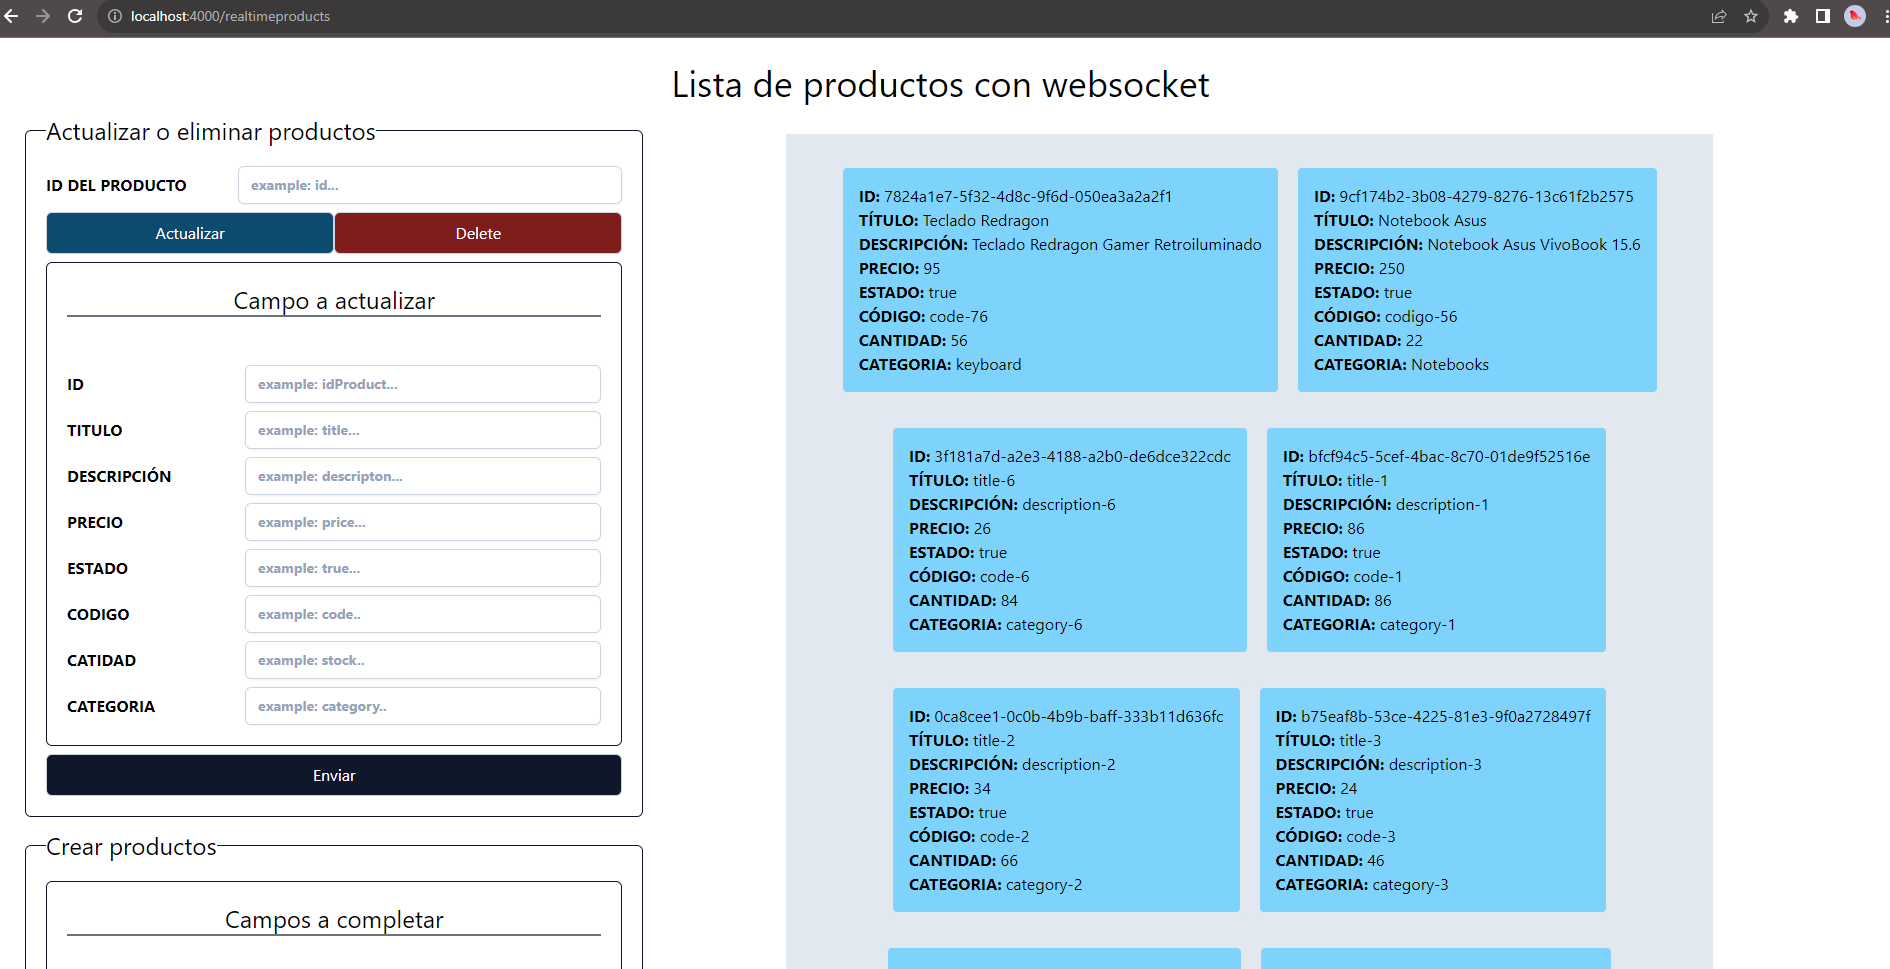 localhost:4000/realtimeproducts
Lista de productos con websocket
Actualizar o eliminar productos
ID DEL PRODUCTO
example: id...
Actualizar
Delete
Campo a actualizar
ID
example: idProduct...
TITULO
example: title...
DESCRIPCIÓN
example: descripton...
PRECIO
example: price...
ESTADO
example: true...
CODIGO
example: code..
CATIDAD
example: stock..
CATEGORIA
example: category..
Enviar
Crear productos
Campos a completar
ID: 7824a1e7-5f32-4d8c-9f6d-050ea3a2a2f1
TÍTULO: Teclado Redragon
DESCRIPCIÓN: Teclado Redragon Gamer Retroiluminado
PRECIO: 95
ESTADO: true
CÓDIGO: code-76
CANTIDAD: 56
CATEGORIA: keyboard
ID: 9cf174b2-3b08-4279-8276-13c61f2b2575
TÍTULO: Notebook Asus
DESCRIPCIÓN: Notebook Asus VivoBook 15.6
PRECIO: 250
ESTADO: true
CÓDIGO: codigo-56
CANTIDAD: 22
CATEGORIA: Notebooks
ID: 3f181a7d-a2e3-4188-a2b0-de6dce322cdc
TÍTULO: title-6
DESCRIPCIÓN: description-6
PRECIO: 26
ESTADO: true
CÓDIGO: code-6
CANTIDAD: 84
CATEGORIA: category-6
ID: bfcf94c5-5cef-4bac-8c70-01de9f52516e
TÍTULO: title-1
DESCRIPCIÓN: description-1
PRECIO: 86
ESTADO: true
CÓDIGO: code-1
CANTIDAD: 86
CATEGORIA: category-1
ID: 0ca8cee1-0c0b-4b9b-baff-333b11d636fc
TÍTULO: title-2
DESCRIPCIÓN: description-2
PRECIO: 34
ESTADO: true
CÓDIGO: code-2
CANTIDAD: 66
CATEGORIA: category-2
ID: b75eaf8b-53ce-4225-81e3-9f0a2728497f
TÍTULO: title-3
DESCRIPCIÓN: description-3
PRECIO: 24
ESTADO: true
CÓDIGO: code-3
CANTIDAD: 46
CATEGORIA: category-3